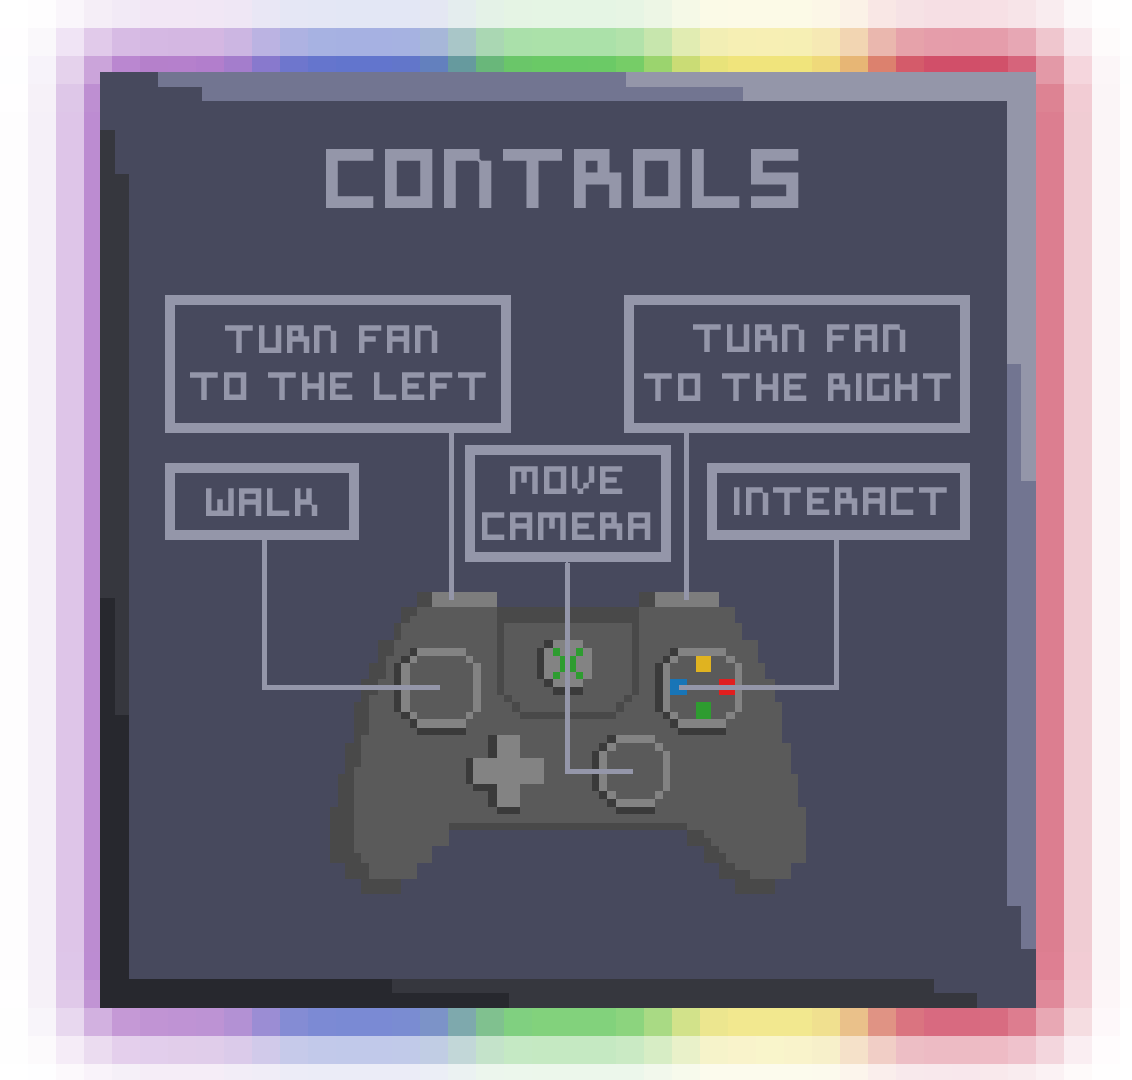 CONTROLS
TURN FAN
TO THE LEFT
TURN FAN
TO THE RIGHT
WALK
MOVE
CAMERA
INTERACT